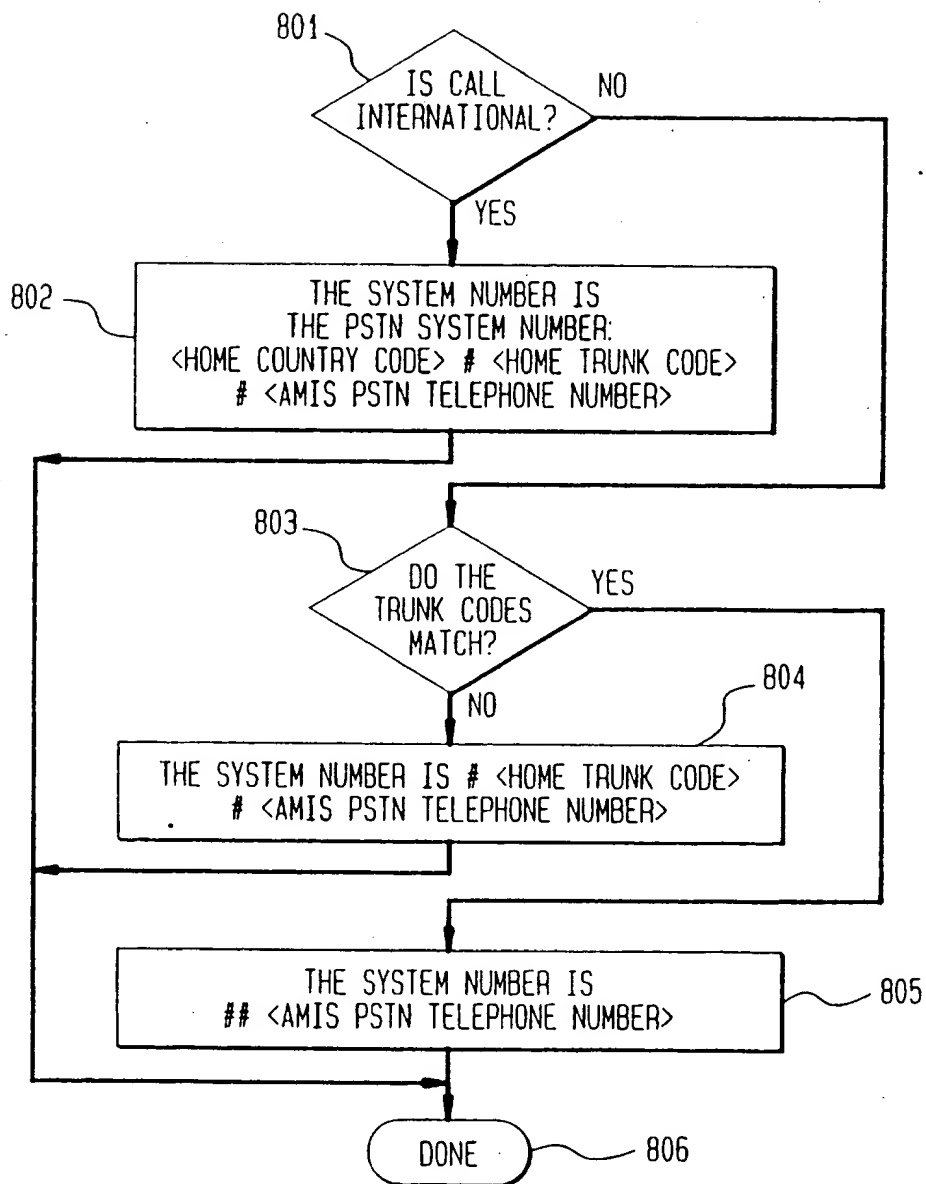 801
IS CALL
INTERNATIONAL?
NO
YES
802
THE SYSTEM NUMBER IS
THE PSTN SYSTEM NUMBER:
<HOME COUNTRY CODE> # <HOME TRUNK CODE>
# <AMIS PSTN TELEPHONE NUMBER>
803
DO THE
TRUNK CODES
MATCH?
YES
NO
804
THE SYSTEM NUMBER IS # <HOME TRUNK CODE>
# <AMIS PSTN TELEPHONE NUMBER>
THE SYSTEM NUMBER IS
## <AMIS PSTN TELEPHONE NUMBER>
805
DONE
806